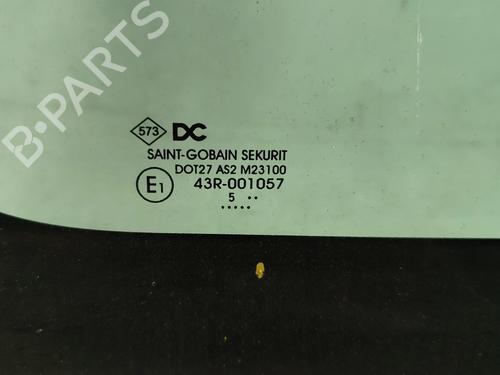 B-PARTS
573 DC
SAINT-GOBAIN SEKURIT
DOT27 AS2 M23100
E1 43R-001057
5 ..
.....